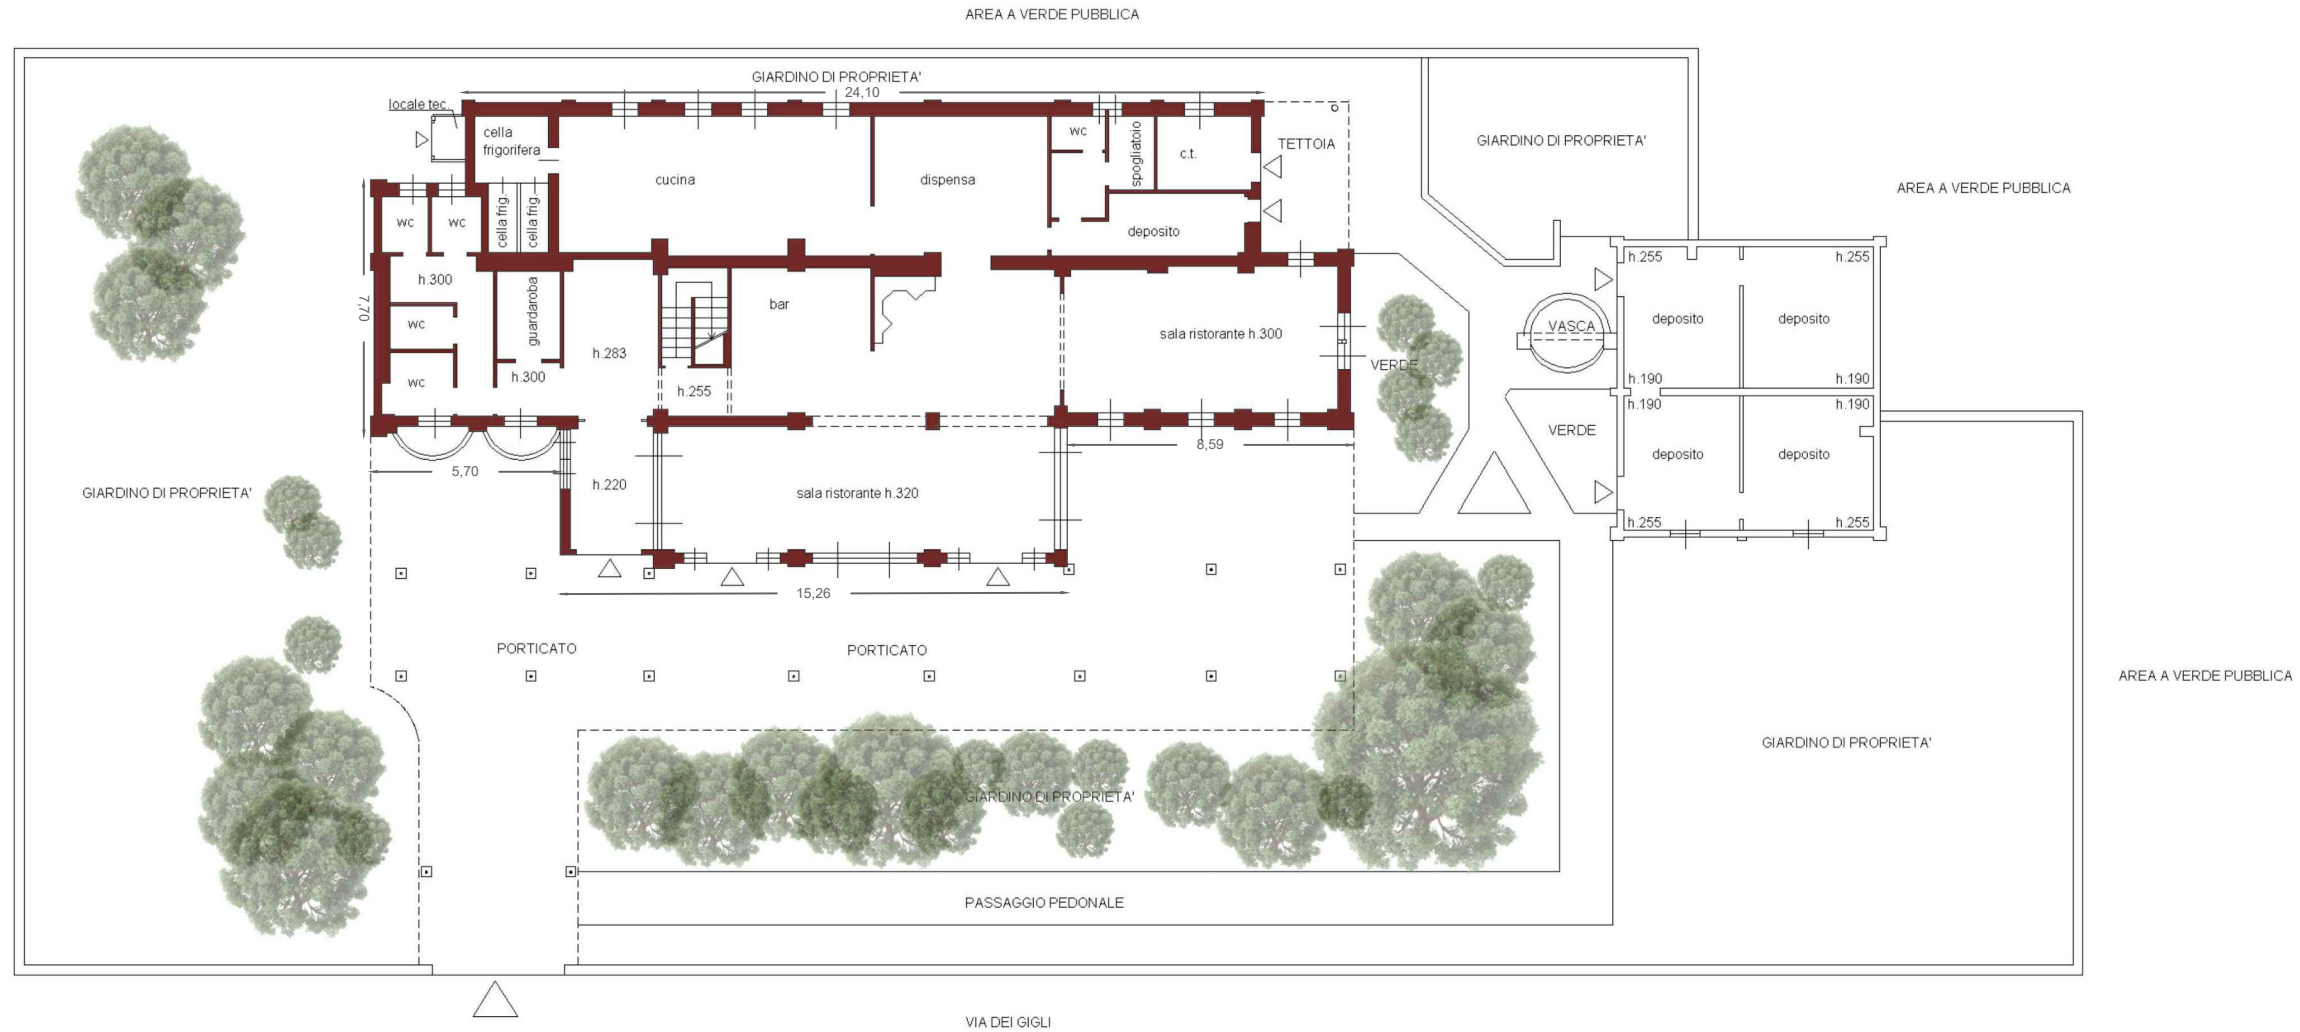 AREA A VERDE PUBBLICA
GIARDINO DI PROPRIETA'
24,10
locale tec.
cella
frigorifera
cucina
dispensa
wc
spogliatoio
c.t.
TETTOIA
GIARDINO DI PROPRIETA'
AREA A VERDE PUBBLICA
wc
wc
cella frig.
cella frig.
deposito
h.300
7,70
guardaroba
bar
sala ristorante h.300
VERDE
wc
wc
h.300
h.283
h.255
h.255
h.255
VASCA
deposito
deposito
h.190
h.190
h.190
h.190
VERDE
deposito
deposito
h.255
h.255
8,59
5,70
GIARDINO DI PROPRIETA'
h.220
sala ristorante h.320
15,26
PORTICATO
PORTICATO
AREA A VERDE PUBBLICA
GIARDINO DI PROPRIETA'
GIARDINO DI PROPRIETA'
PASSAGGIO PEDONALE
VIA DEI GIGLI